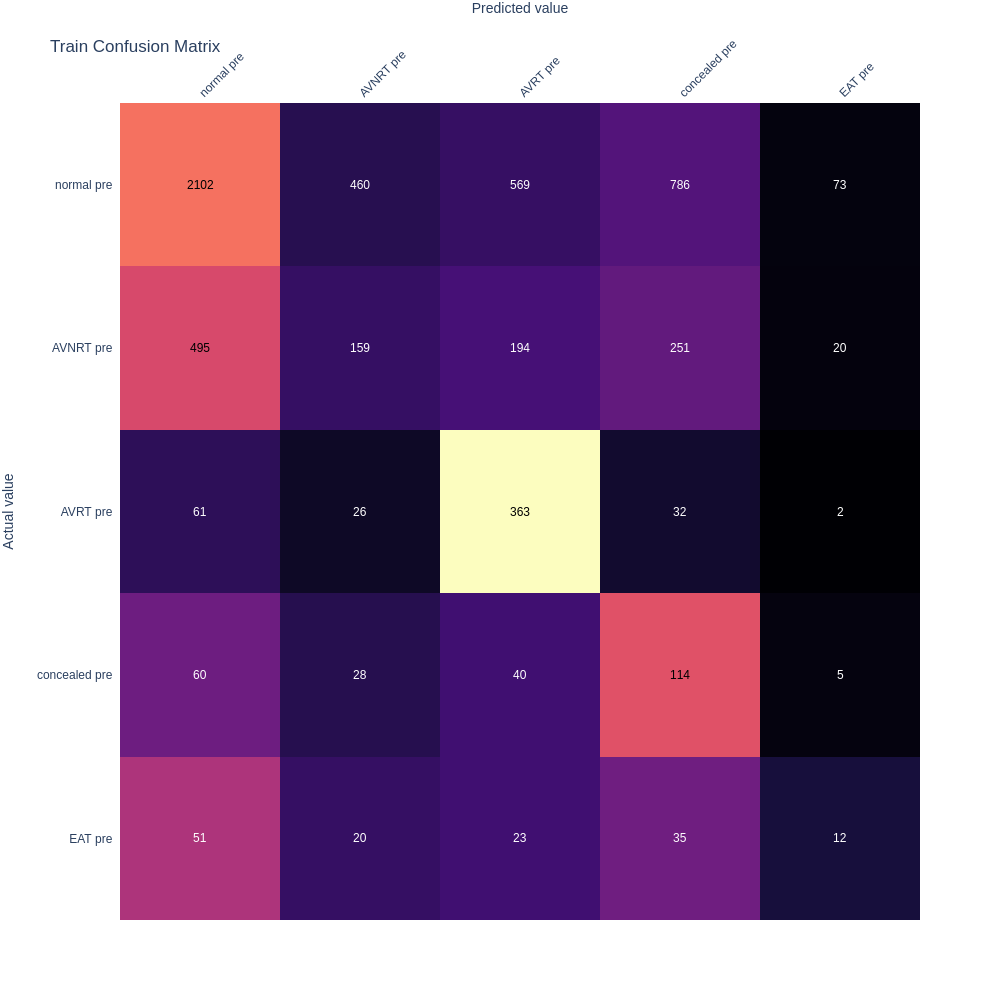 Predicted value
Train Confusion Matrix
normal pre
AVNRT pre
AVRT pre
concealed pre
EAT pre
normal pre 2102 460 569 786 73
AVNRT pre 495 159 194 251 20
AVRT pre 61 26 363 32 2
concealed pre 60 28 40 114 5
EAT pre 51 20 23 35 12
Actual value